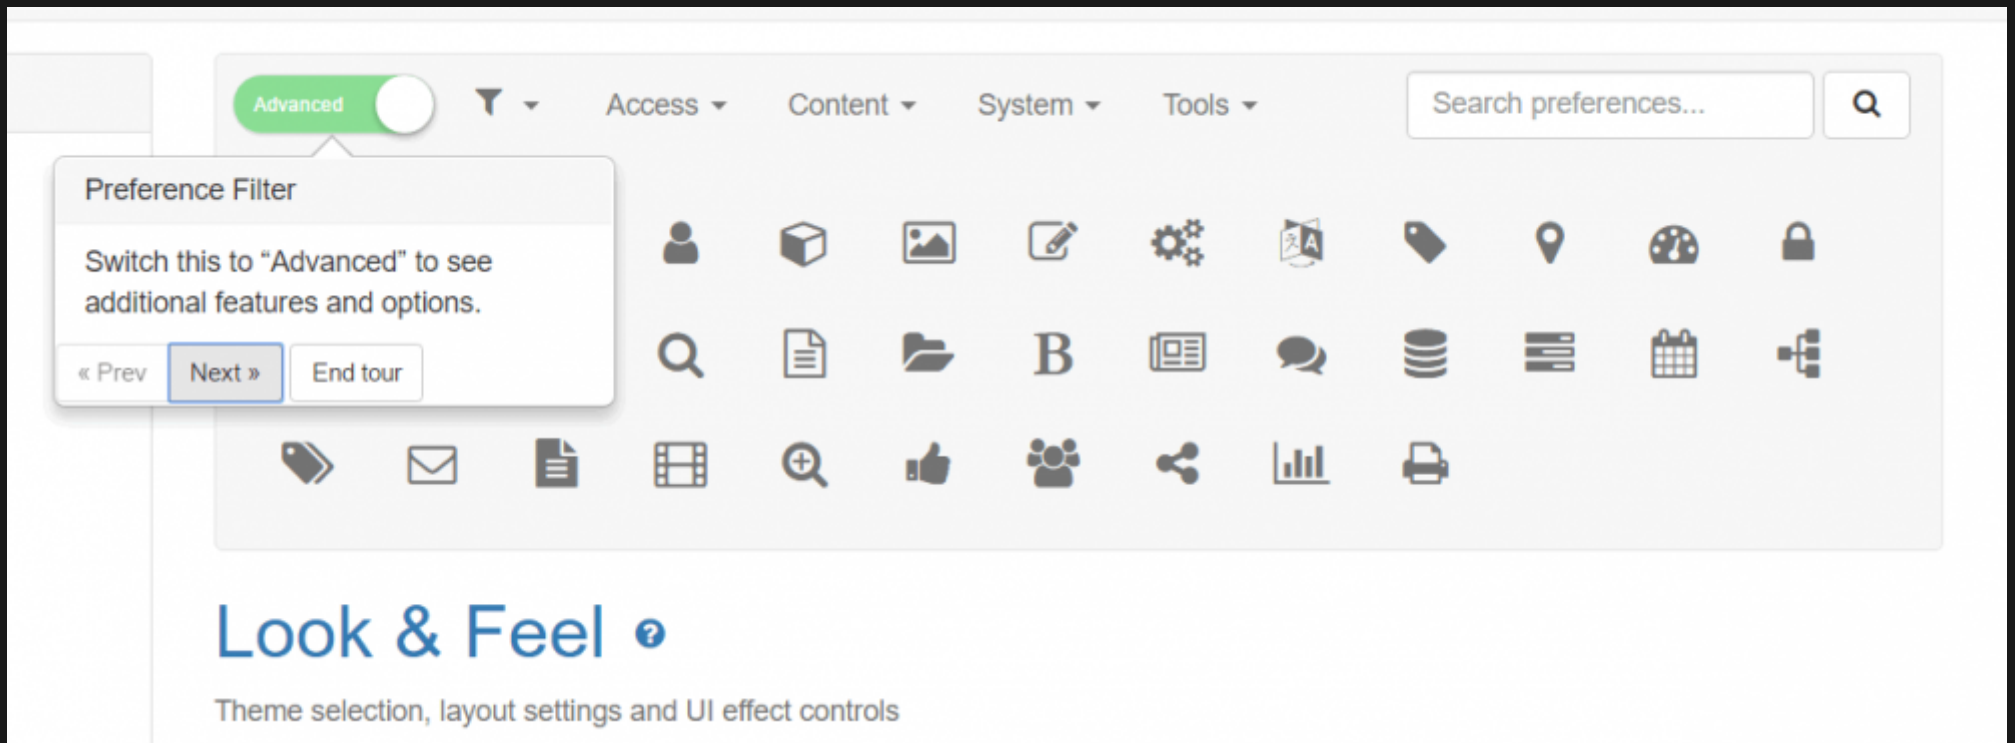 Advanced
Access
Content
System
Tools
Search preferences...
Preference Filter
Switch this to “Advanced” to see
additional features and options.
« Prev
Next »
End tour
Look & Feel
Theme selection, layout settings and UI effect controls